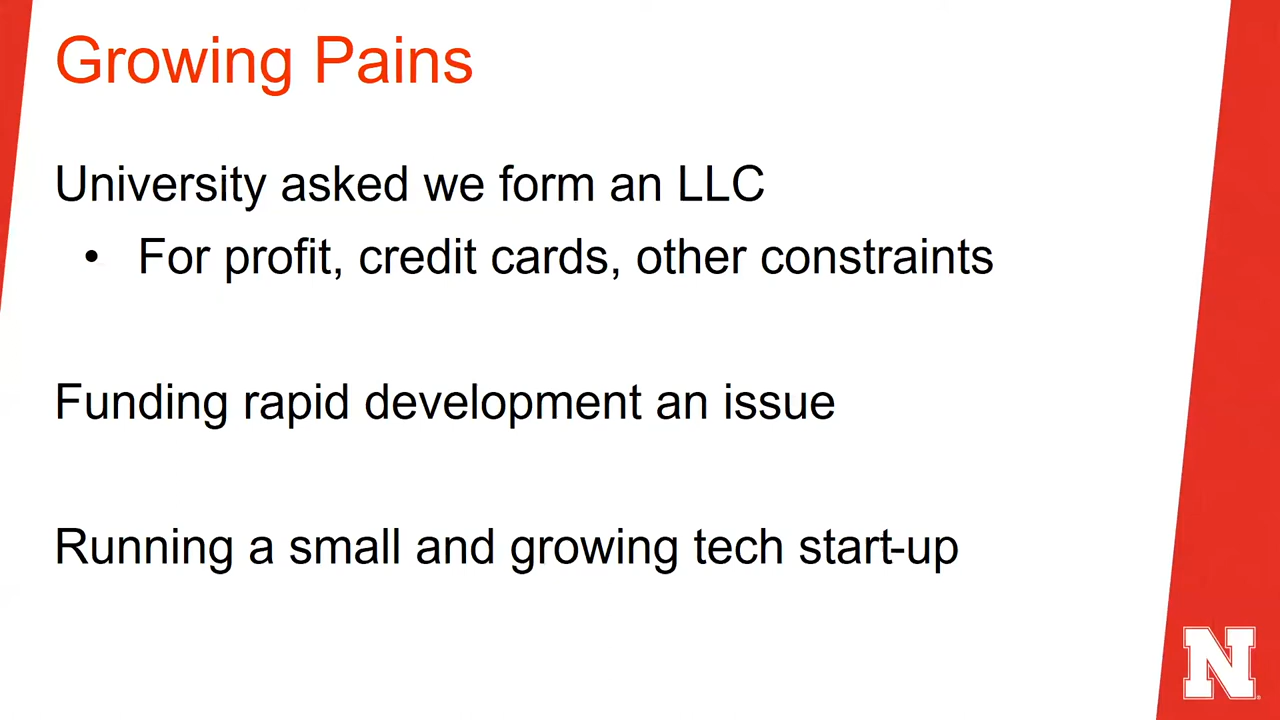 Growing Pains
University asked we form an LLC
• For profit, credit cards, other constraints
Funding rapid development an issue
Running a small and growing tech start-up
N